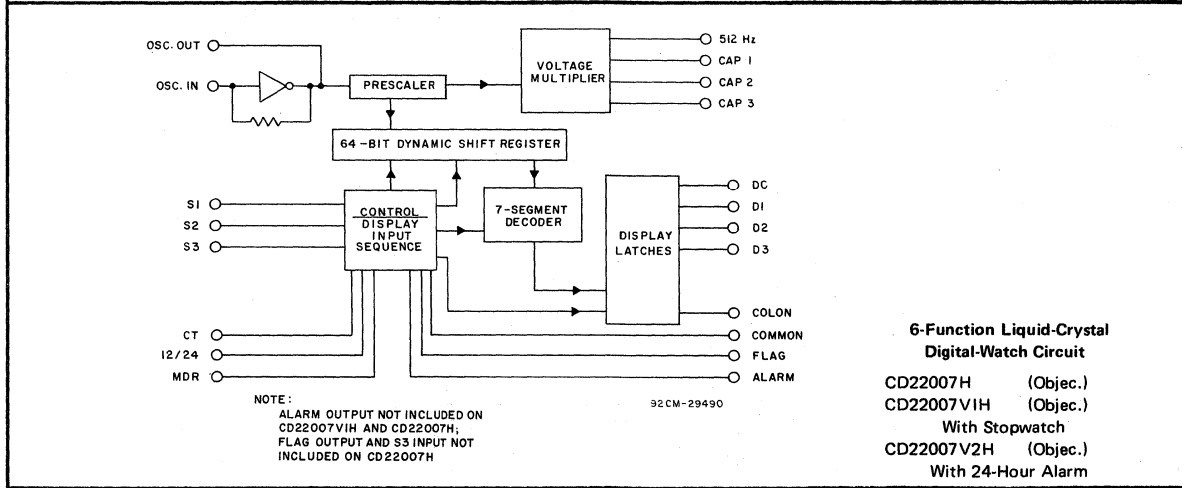 OSC. OUT
OSC. IN
PRESCALER
VOLTAGE
MULTIPLIER
512 Hz
CAP 1
CAP 2
CAP 3
64-BIT DYNAMIC SHIFT REGISTER
S1
S2
S3
CONTROL
DISPLAY
INPUT
SEQUENCE
7-SEGMENT
DECODER
DISPLAY
LATCHES
DC
D1
D2
D3
COLON
CT
12/24
MDR
COMMON
FLAG
ALARM
NOTE:
ALARM OUTPUT NOT INCLUDED ON
CD22007VIH AND CD22007H;
FLAG OUTPUT AND S3 INPUT NOT
INCLUDED ON CD22007H
92CM-29490
6-Function Liquid-Crystal
Digital-Watch Circuit
CD22007H (Objec.)
CD22007V1H (Objec.)
With Stopwatch
CD22007V2H (Objec.)
With 24-Hour Alarm